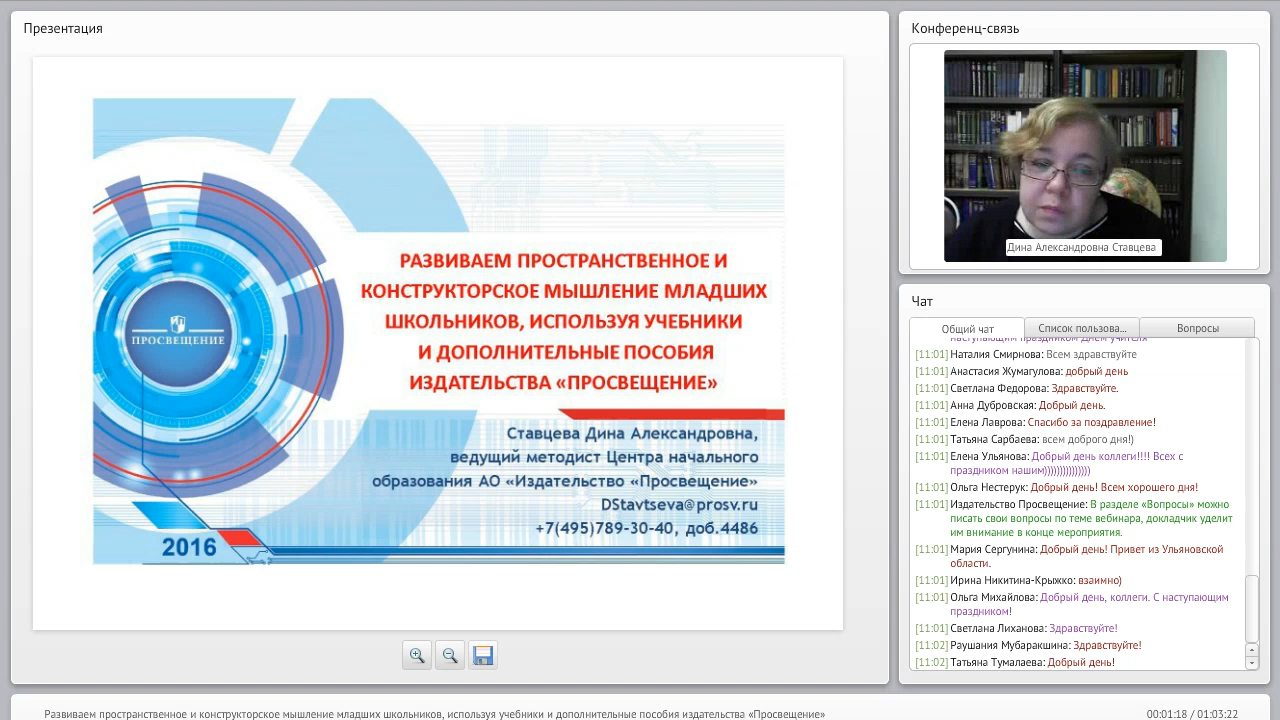 Презентация
ПРОСВЕЩЕНИЕ
РАЗВИВАЕМ ПРОСТРАНСТВЕННОЕ И
КОНСТРУКТОРСКОЕ МЫШЛЕНИЕ МЛАДШИХ
ШКОЛЬНИКОВ, ИСПОЛЬЗУЯ УЧЕБНИКИ
И ДОПОЛНИТЕЛЬНЫЕ ПОСОБИЯ
ИЗДАТЕЛЬСТВА «ПРОСВЕЩЕНИЕ»
Ставцева Дина Александровна,
ведущий методист Центра начального
образования АО «Издательство «Просвещение»
DStavtseva@prosv.ru
+7(495)789-30-40, доб.4486
2016
Конференц-связь
Дина Александровна Ставцева
Чат
Общий чат
Список пользова...
Вопросы
наступающим праздником Днем учителя
[11:01] Наталия Смирнова: Всем здравствуйте
[11:01] Анастасия Жумагулова: добрый день
[11:01] Светлана Федорова: Здравствуйте.
[11:01] Анна Дубровская: Добрый день.
[11:01] Елена Лаврова: Спасибо за поздравление!
[11:01] Татьяна Сарбаева: всем доброго дня!)
[11:01] Елена Ульянова: Добрый день коллеги!!!! Всех с
праздником нашим))))))))))))))
[11:01] Ольга Нестерук: Добрый день! Всем хорошего дня!
[11:01] Издательство Просвещение: В разделе «Вопросы» можно
писать свои вопросы по теме вебинара, докладчик уделит
им внимание в конце мероприятия.
[11:01] Мария Сергунина: Добрый день! Привет из Ульяновской
области.
[11:01] Ирина Никитина-Крыжко: взаимно)
[11:01] Ольга Михайлова: Добрый день, коллеги. С наступающим
праздником!
[11:01] Светлана Лиханова: Здравствуйте!
[11:02] Раушания Мубаракшина: Здравствуйте!
[11:02] Татьяна Тумалаева: Добрый день!
Развиваем пространственное и конструкторское мышление младших школьников, используя учебники и дополнительные пособия издательства «Просвещение»
00:01:18 / 01:03:22